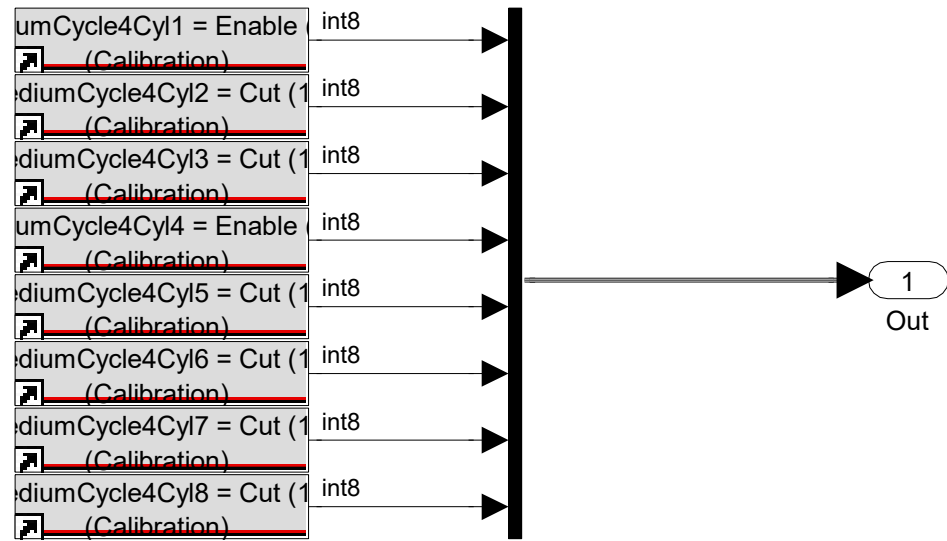 umCycle4Cyl1 = Enable (
(Calibration)
int8
ediumCycle4Cyl2 = Cut (1
(Calibration)
int8
ediumCycle4Cyl3 = Cut (1
(Calibration)
int8
umCycle4Cyl4 = Enable (
(Calibration)
int8
ediumCycle4Cyl5 = Cut (1
(Calibration)
int8
ediumCycle4Cyl6 = Cut (1
(Calibration)
int8
ediumCycle4Cyl7 = Cut (1
(Calibration)
int8
ediumCycle4Cyl8 = Cut (1
(Calibration)
int8
1
Out